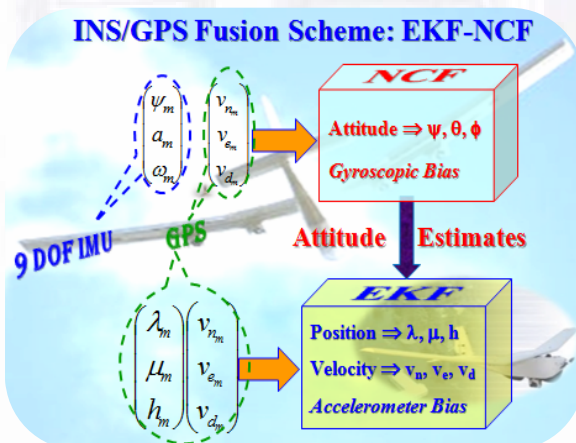 INS/GPS Fusion Scheme: EKF-NCF
NCF
ψm vnm
am vem
ωm vdm
Attitude ⇒ ψ, θ, ϕ
Gyroscopic Bias
9 DOF IMU
GPS
Attitude Estimates
EKF
λm vnm
μm vem
hm vdm
Position ⇒ λ, μ, h
Velocity ⇒ vn, ve, vd
Accelerometer Bias